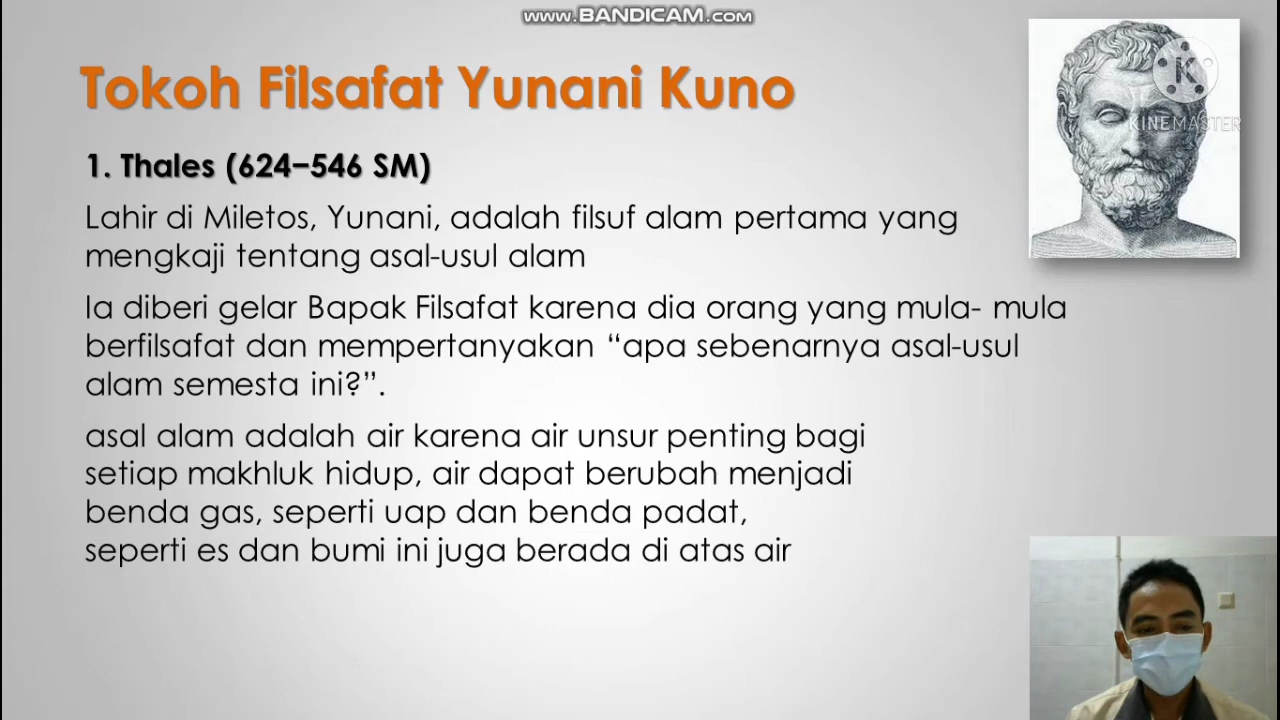 www.BANDICAM.com
Tokoh Filsafat Yunani Kuno
K
KINEMASTER
1. Thales (624–546 SM)
Lahir di Miletos, Yunani, adalah filsuf alam pertama yang
mengkaji tentang asal-usul alam
Ia diberi gelar Bapak Filsafat karena dia orang yang mula- mula
berfilsafat dan mempertanyakan “apa sebenarnya asal-usul
alam semesta ini?”.
asal alam adalah air karena air unsur penting bagi
setiap makhluk hidup, air dapat berubah menjadi
benda gas, seperti uap dan benda padat,
seperti es dan bumi ini juga berada di atas air